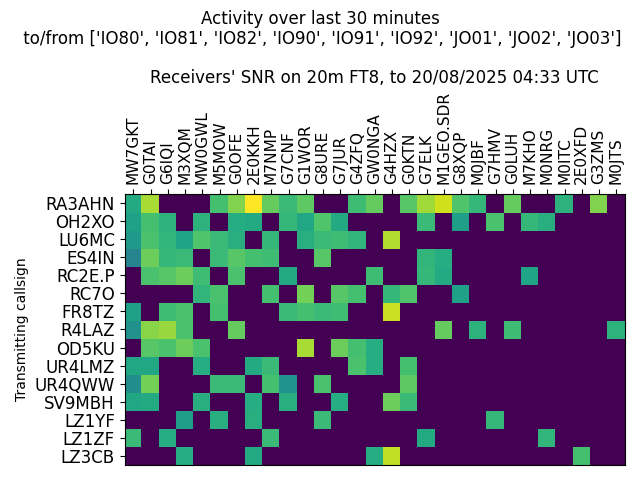 Activity over last 30 minutes
to/from ['IO80', 'IO81', 'IO82', 'IO90', 'IO91', 'IO92', 'JO01', 'JO02', 'JO03']
Receivers' SNR on 20m FT8, to 20/08/2025 04:33 UTC
MW7GKT
G0TAI
G6IQI
M3XQM
MW0GWL
M5MOW
G0OFE
2E0KKH
M7NMP
G7CNF
G1WOR
G8URE
G7JUR
G4ZFQ
GW0NGA
G4HZX
G0KTN
G7ELK
M1GEO.SDR
G8XQP
M0JBF
G7HMV
G0LUH
M7KHO
M0NRG
M0ITC
2E0XFD
G3ZMS
M0JTS
Transmitting callsign
RA3AHN
OH2XO
LU6MC
ES4IN
RC2E.P
RC7O
FR8TZ
R4LAZ
OD5KU
UR4LMZ
UR4QWW
SV9MBH
LZ1YF
LZ1ZF
LZ3CB